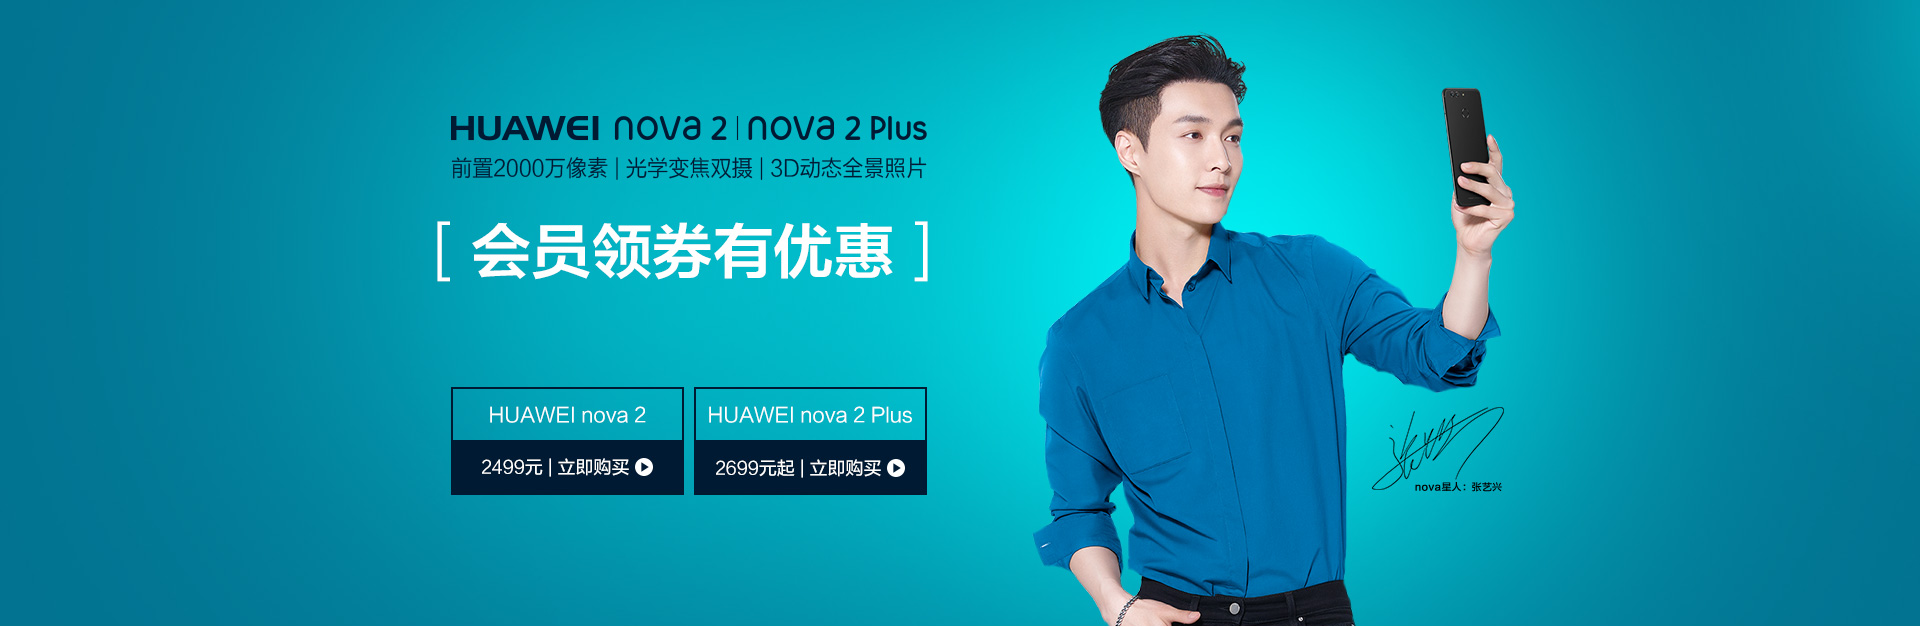 HUAWEI nova 2 | nova 2 Plus
前置2000万像素 | 光学变焦双摄 | 3D动态全景照片
[ 会员领券有优惠 ]
HUAWEI nova 2
2499元 | 立即购买
HUAWEI nova 2 Plus
2699元起 | 立即购买
nova星人：张艺兴